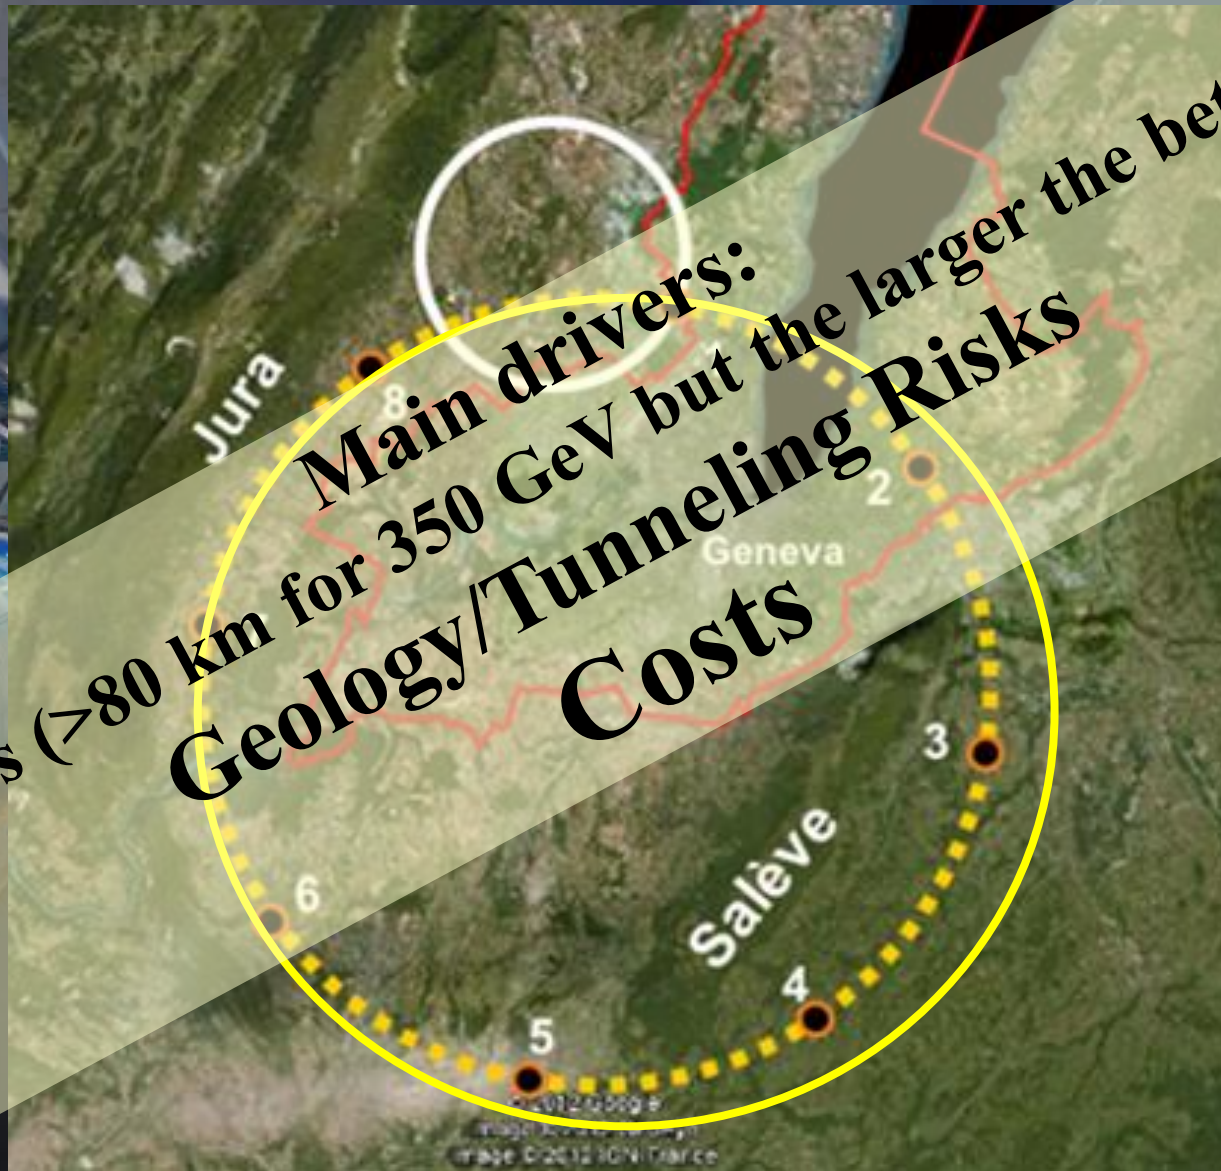 Main drivers:
(>80 km for 350 GeV but the larger the
Geology/Tunneling Risks
Costs
Jura
8
2
Geneva
3
Salève
4
6
5